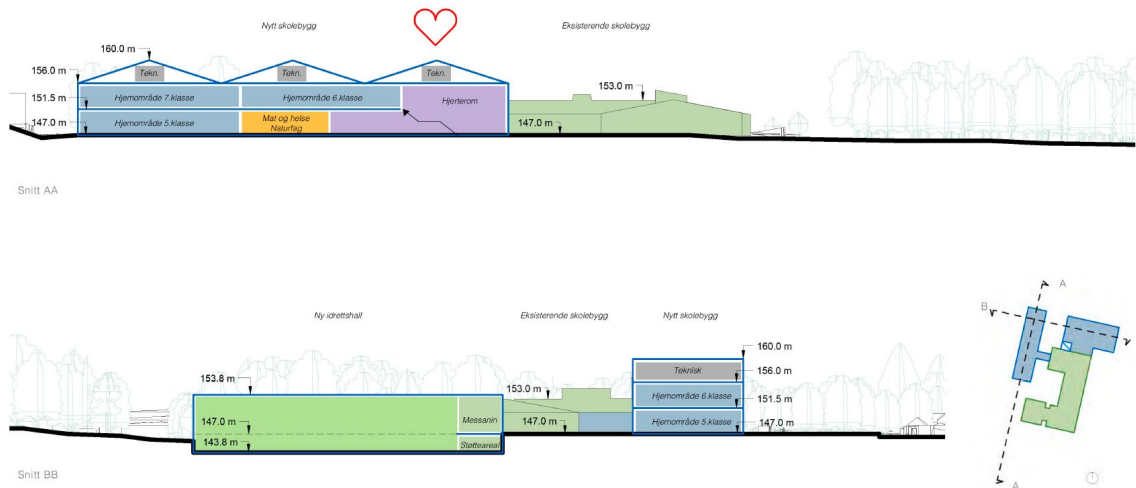 Nytt skolebygg
Eksisterende skolebygg
160.0 m
156.0 m
Tekn.
Tekn.
Tekn.
153.0 m
151.5 m
Hjemområde 7.klasse
Hjemområde 6.klasse
Hjerterom
147.0 m
Hjemområde 5.klasse
Mat og helse
Naturfag
147.0 m
Snitt AA
Ny idrettshall
Eksisterende skolebygg
Nytt skolebygg
160.0 m
153.8 m
153.0 m
Teknisk
156.0 m
Hjemområde 6.klasse
151.5 m
147.0 m
Messanin
147.0 m
Hjemområde 5.klasse
147.0 m
143.8 m
Støtteareal
Snitt BB
A
B
A